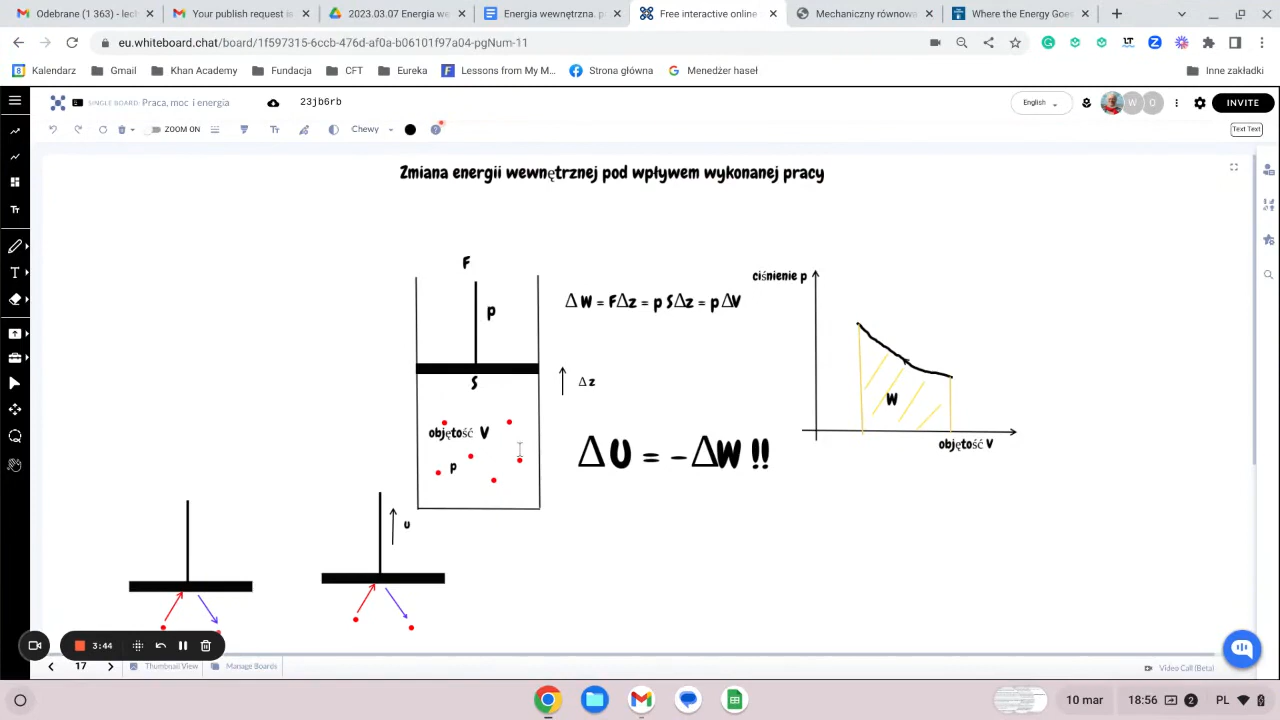 Odebrane (1 363) - lech
Your publish request is
2023.03.07 Energia we
Energia wewnętrzna. p
Free interactive online
Mechaniczny równow
Where the Energy Goes
eu.whiteboard.chat/board/1f597315-6ccb-476d-af0a-b06101f97a04-pgNum-11
Kalendarz
Gmail
Khan Academy
Fundacja
CFT
Eureka
Lessons from My M...
Strona główna
Menedżer haseł
Inne zakładki
SINGLE BOARD: Praca, moc i energia
23jb6rb
English
W
O
INVITE
ZOOM ON
Tт
Chewy
Text Text
Zmiana energii wewnętrznej pod wpływem wykonanej pracy
F
p
S
objętość V
p
Δ W = FΔz = p SΔz = p ΔV
Δ z
ΔU = -ΔW !!
ciśnienie p
W
objętość V
u
3:44
17
Thumbnail View
Manage Boards
Video Call (Beta)
10 mar
18:56
2
PL